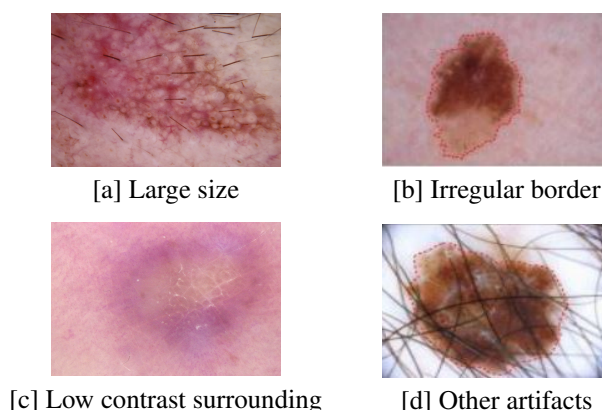 [a] Large size
[b] Irregular border
[c] Low contrast surrounding
[d] Other artifacts